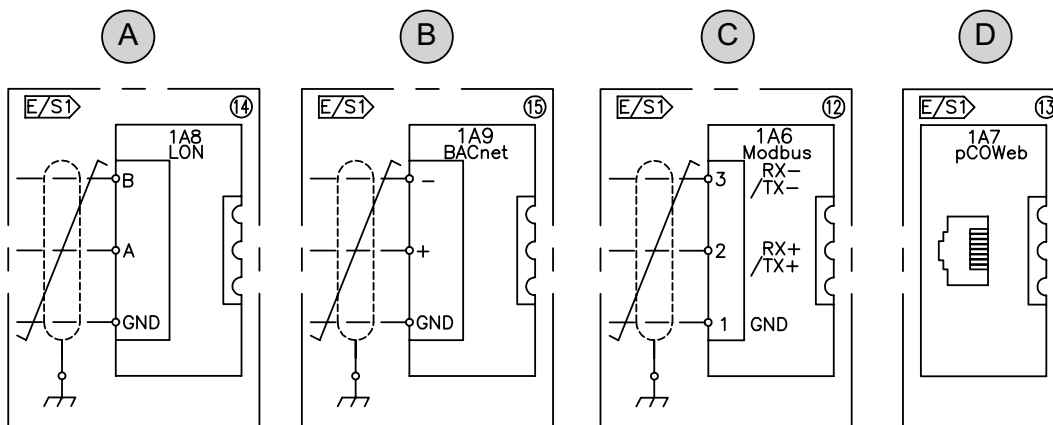 A
B
C
D
E/S1
14
1A8
LON
B
A
GND
E/S1
15
1A9
BACnet
-
+
GND
E/S1
12
1A6
Modbus
3
RX-
/TX-
2
RX+
/TX+
1
GND
E/S1
13
1A7
pCOWeb